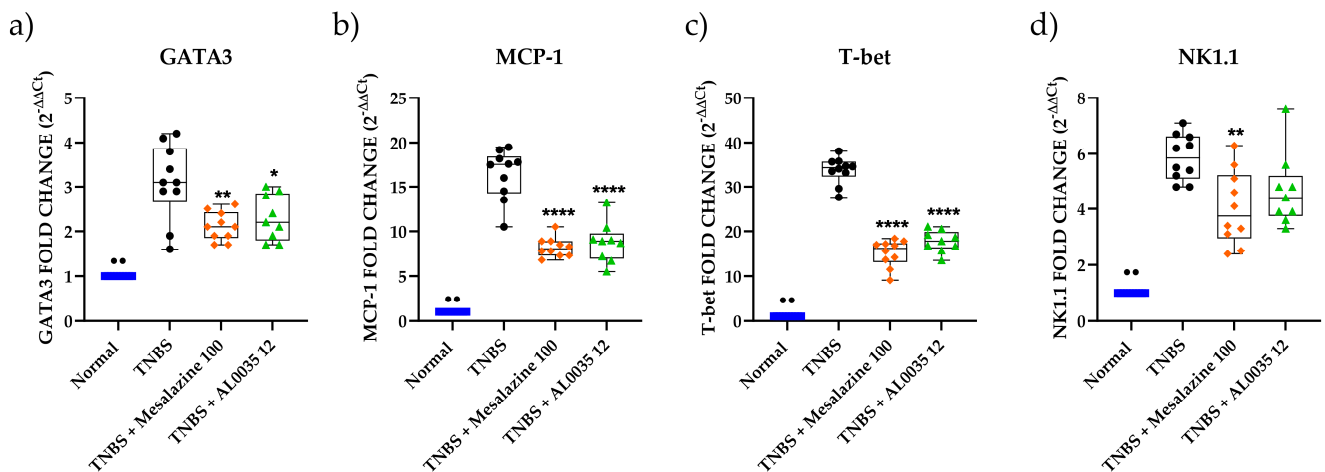 a)
GATA3
GATA3 FOLD CHANGE (2^-ΔΔCt)
5
4
3
2
1
0
••
**
*
Normal
TNBS
TNBS + Mesalazine 100
TNBS + AL0035 12
b)
MCP-1
MCP-1 FOLD CHANGE (2^-ΔΔCt)
25
20
15
10
5
0
••
****
****
Normal
TNBS
TNBS + Mesalazine 100
TNBS + AL0035 12
c)
T-bet
T-bet FOLD CHANGE (2^-ΔΔCt)
50
40
30
20
10
0
••
****
****
Normal
TNBS
TNBS + Mesalazine 100
TNBS + AL0035 12
d)
NK1.1
NK1.1 FOLD CHANGE (2^-ΔΔCt)
8
6
4
2
0
••
**
Normal
TNBS
TNBS + Mesalazine 100
TNBS + AL0035 12